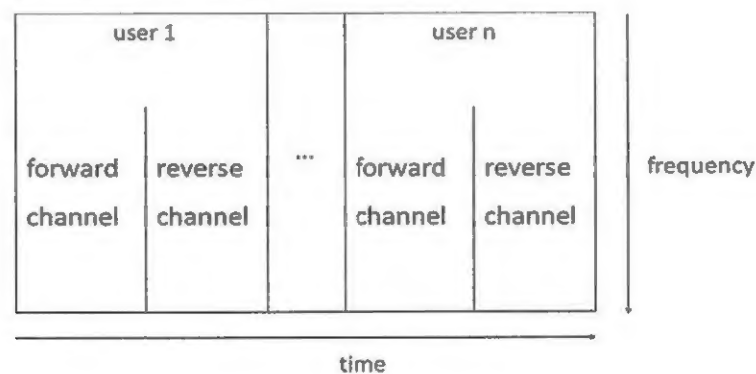 user 1
user n
forward
channel
reverse
channel
...
forward
channel
reverse
channel
frequency
time